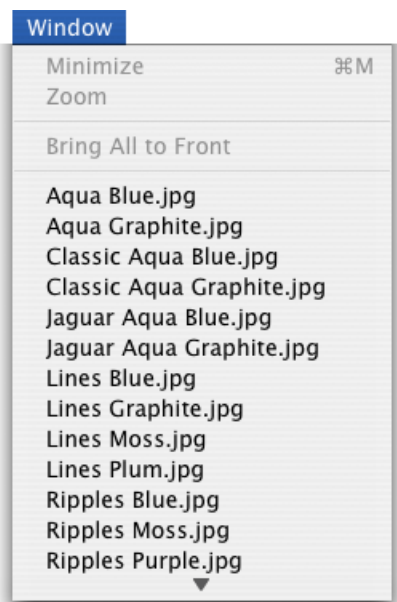 Window
Minimize ⌘M
Zoom
Bring All to Front
Aqua Blue.jpg
Aqua Graphite.jpg
Classic Aqua Blue.jpg
Classic Aqua Graphite.jpg
Jaguar Aqua Blue.jpg
Jaguar Aqua Graphite.jpg
Lines Blue.jpg
Lines Graphite.jpg
Lines Moss.jpg
Lines Plum.jpg
Ripples Blue.jpg
Ripples Moss.jpg
Ripples Purple.jpg